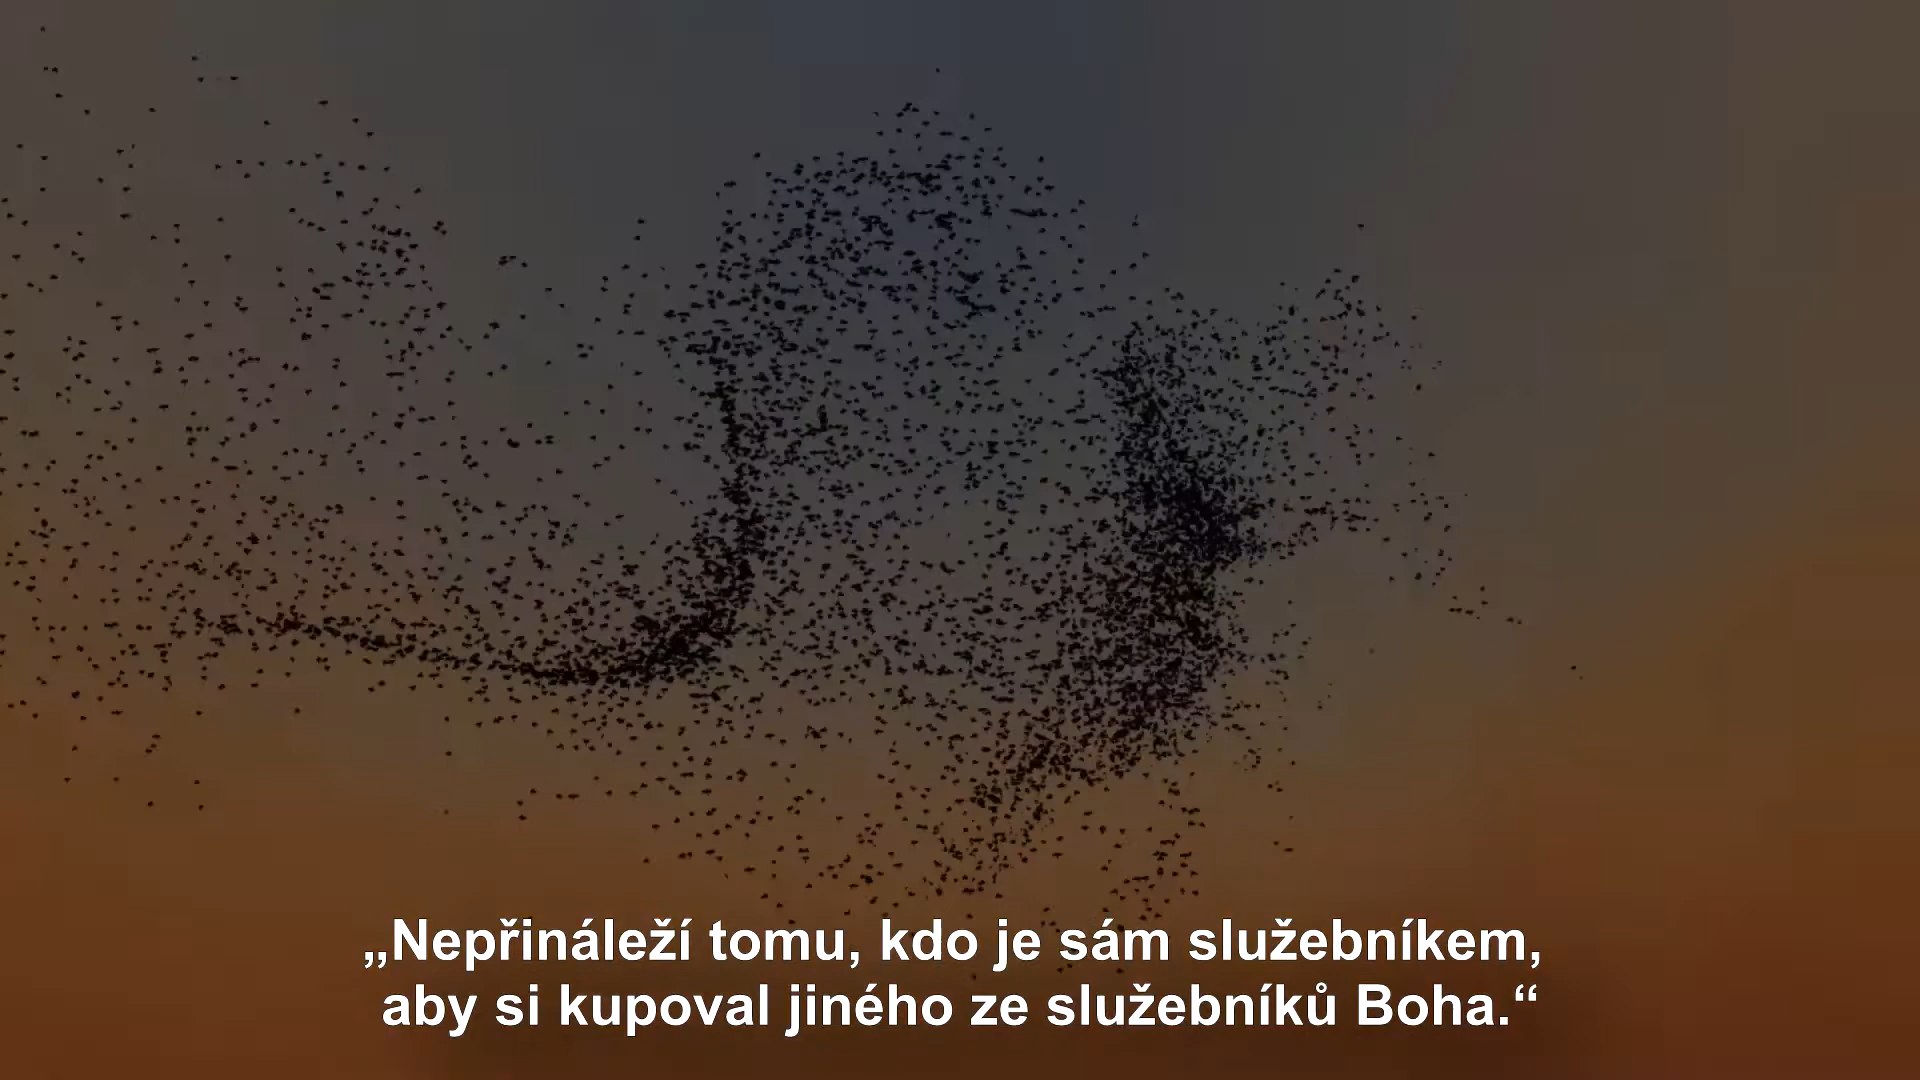 „Nepřináleží tomu, kdo je sám služebníkem,
aby si kupoval jiného ze služebníků Boha.“